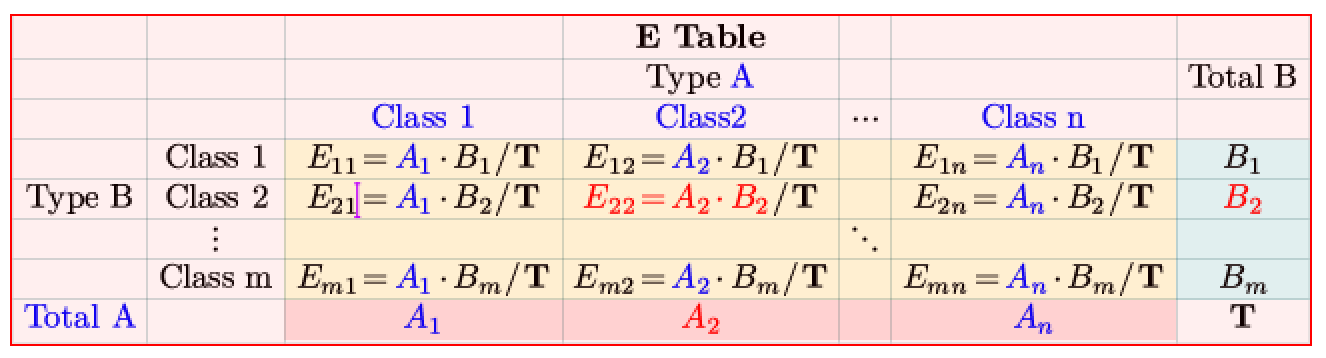 E Table
Type A Total B
Class 1 Class2 ⋯ Class n
Class 1 E₁₁ = A₁ · B₁/T E₁₂ = A₂ · B₁/T E₁ₙ = Aₙ · B₁/T B₁
Type B Class 2 E₂₁ = A₁ · B₂/T E₂₂ = A₂ · B₂/T E₂ₙ = Aₙ · B₂/T B₂
⋮ ⋱
Class m Eₘ₁ = A₁ · Bₘ/T Eₘ₂ = A₂ · Bₘ/T Eₘₙ = Aₙ · Bₘ/T Bₘ
Total A A₁ A₂ Aₙ T